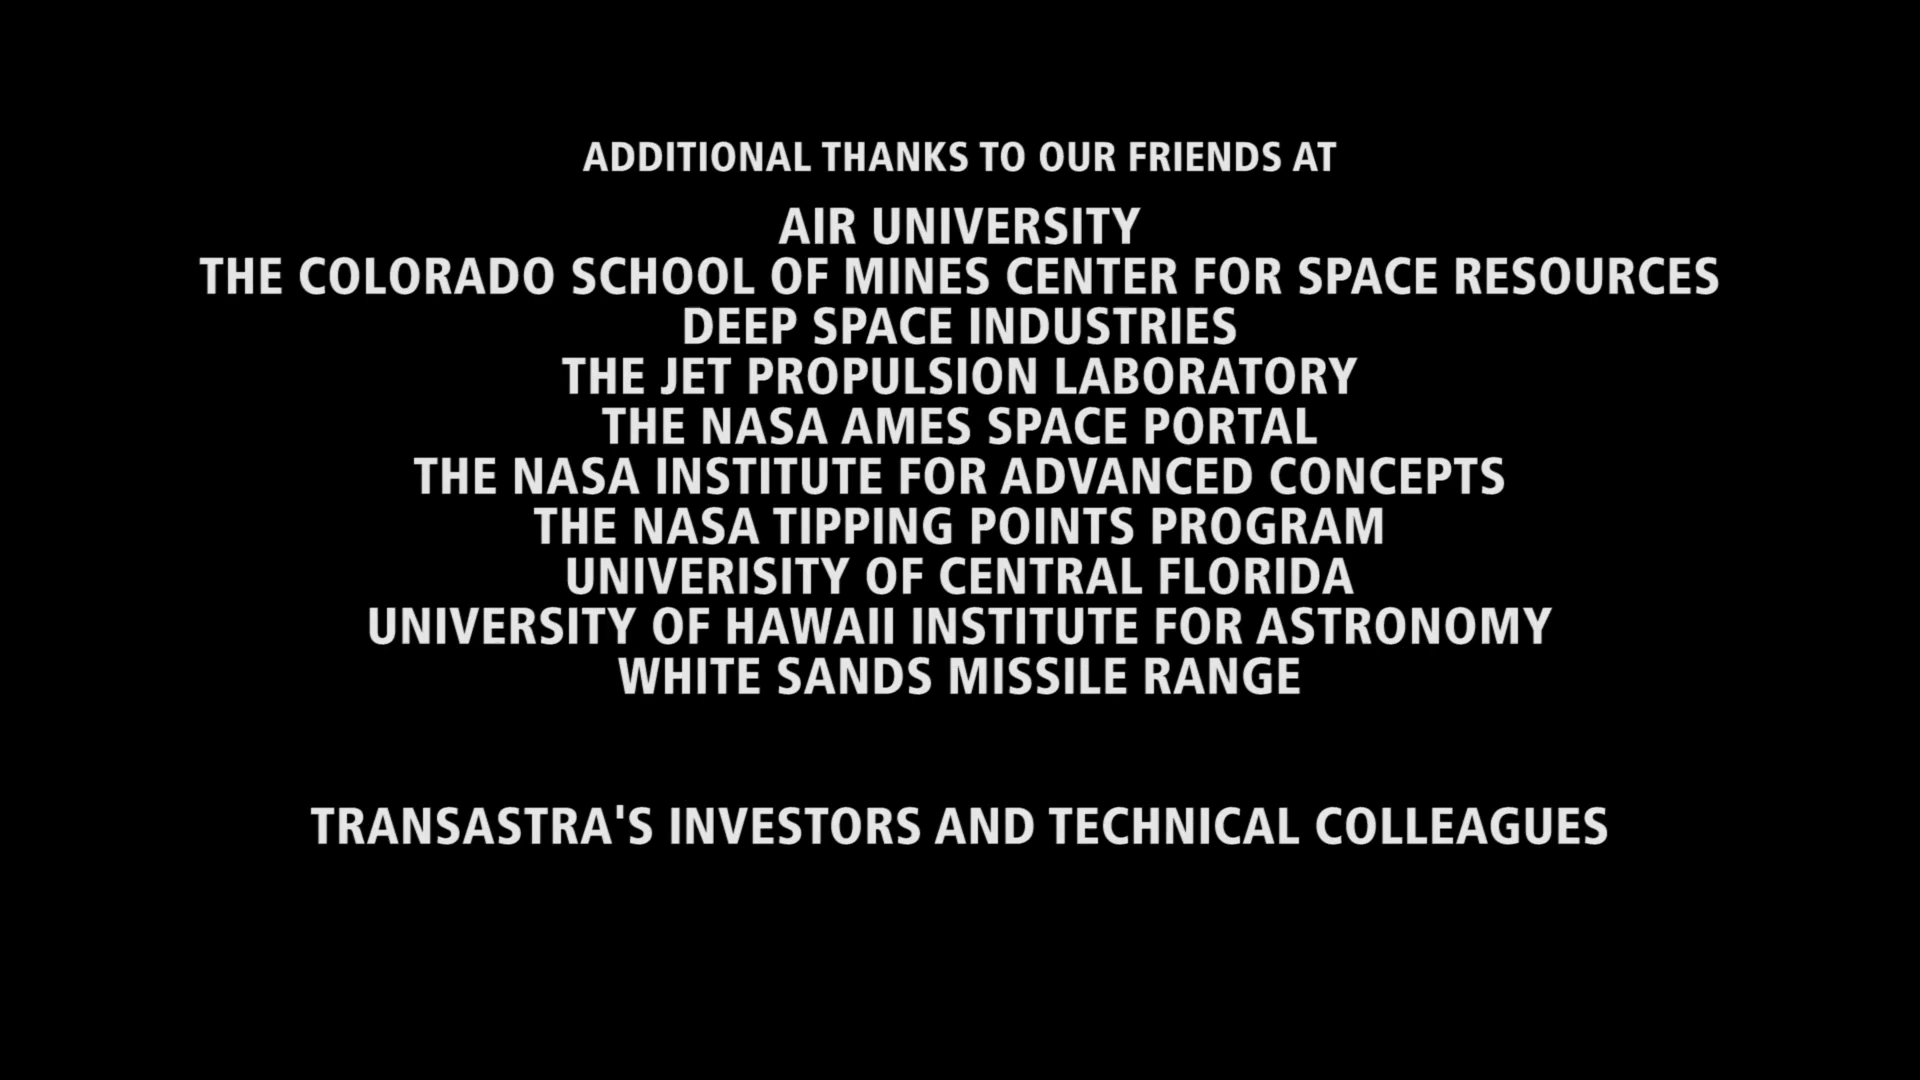 ADDITIONAL THANKS TO OUR FRIENDS AT
AIR UNIVERSITY
THE COLORADO SCHOOL OF MINES CENTER FOR SPACE RESOURCES
DEEP SPACE INDUSTRIES
THE JET PROPULSION LABORATORY
THE NASA AMES SPACE PORTAL
THE NASA INSTITUTE FOR ADVANCED CONCEPTS
THE NASA TIPPING POINTS PROGRAM
UNIVERISITY OF CENTRAL FLORIDA
UNIVERSITY OF HAWAII INSTITUTE FOR ASTRONOMY
WHITE SANDS MISSILE RANGE
TRANSASTRA'S INVESTORS AND TECHNICAL COLLEAGUES